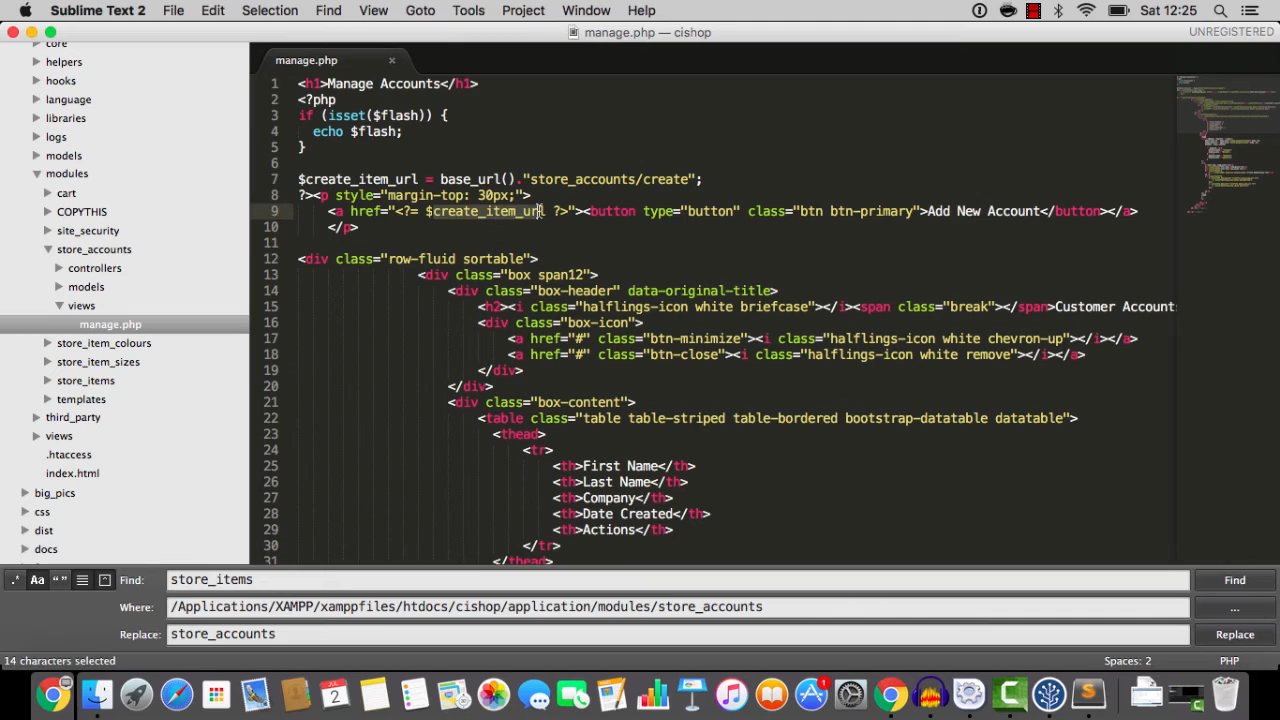 Sublime Text 2 File Edit Selection Find View Goto Tools Project Window Help Sat 12:25
manage.php — cishop UNREGISTERED
core
helpers
hooks
language
libraries
logs
models
modules
cart
COPYTHIS
site_security
store_accounts
controllers
models
views
manage.php
store_item_colours
store_item_sizes
store_items
templates
third_party
views
.htaccess
index.html
big_pics
css
dist
docs
manage.php ×
1 <h1>Manage Accounts</h1>
2 <?php
3 if (isset($flash)) {
4 echo $flash;
5 }
6
7 $create_item_url = base_url()."store_accounts/create";
8 ?><p style="margin-top: 30px;">
9 <a href="<?= $create_item_url ?>"><button type="button" class="btn btn-primary">Add New Account</button></a>
10 </p>
11
12 <div class="row-fluid sortable">
13 <div class="box span12">
14 <div class="box-header" data-original-title>
15 <h2><i class="halflings-icon white briefcase"></i><span class="break"></span>Customer Accounts
16 <div class="box-icon">
17 <a href="#" class="btn-minimize"><i class="halflings-icon white chevron-up"></i></a>
18 <a href="#" class="btn-close"><i class="halflings-icon white remove"></i></a>
19 </div>
20 </div>
21 <div class="box-content">
22 <table class="table table-striped table-bordered bootstrap-datatable datatable">
23 <thead>
24 <tr>
25 <th>First Name</th>
26 <th>Last Name</th>
27 <th>Company</th>
28 <th>Date Created</th>
29 <th>Actions</th>
30 </tr>
31 </thead>
.* Aa “” Find: store_items Find
Where: /Applications/XAMPP/xamppfiles/htdocs/cishop/application/modules/store_accounts ...
Replace: store_accounts Replace
14 characters selected Spaces: 2 PHP